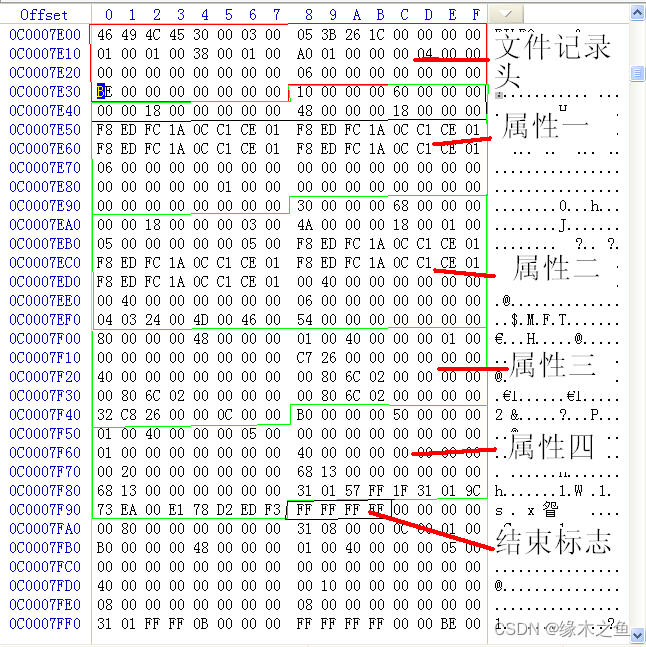 Offset 0 1 2 3 4 5 6 7 8 9 A B C D E F
0C0007E00 46 49 4C 45 30 00 03 00 05 3B 26 1C 00 00 00 00
0C0007E10 01 00 01 00 38 00 01 00 A0 01 00 00 00 04 00 00
文件记录
0C0007E20 00 00 00 00 00 00 00 00 06 00 00 00 00 00 00 00
头
0C0007E30 BE 00 00 00 00 00 00 00 10 00 00 00 60 00 00 00
0C0007E40 00 00 18 00 00 00 00 00 48 00 00 00 18 00 00 00
0C0007E50 F8 ED FC 1A 0C C1 CE 01 F8 ED FC 1A 0C C1 CE 01
属性一
0C0007E60 F8 ED FC 1A 0C C1 CE 01 F8 ED FC 1A 0C C1 CE 01
0C0007E70 06 00 00 00 00 00 00 00 00 00 00 00 00 00 00 00
0C0007E80 00 00 00 00 00 01 00 00 00 00 00 00 00 00 00 00
0C0007E90 00 00 00 00 00 00 00 00 30 00 00 00 68 00 00 00 ........0...h...
0C0007EA0 00 00 18 00 00 00 03 00 4A 00 00 00 18 00 01 00 ........J.......
0C0007EB0 05 00 00 00 00 00 05 00 F8 ED FC 1A 0C C1 CE 01
0C0007EC0 F8 ED FC 1A 0C C1 CE 01 F8 ED FC 1A 0C C1 CE 01
属性二
0C0007ED0 F8 ED FC 1A 0C C1 CE 01 00 40 00 00 00 00 00 00
0C0007EE0 00 40 00 00 00 00 00 00 06 00 00 00 00 00 00 00 .@..............
0C0007EF0 04 03 24 00 4D 00 46 00 54 00 00 00 00 00 00 00 ..$.M.F.T.......
0C0007F00 80 00 00 00 48 00 00 00 01 00 40 00 00 00 01 00 €...H.....@.....
0C0007F10 00 00 00 00 00 00 00 00 C7 26 00 00 00 00 00 00
属性三
0C0007F20 40 00 00 00 00 00 00 00 00 80 6C 02 00 00 00 00
0C0007F30 00 80 6C 02 00 00 00 00 00 80 6C 02 00 00 00 00 .€l......€l.....
0C0007F40 32 C8 26 00 00 0C 00 00 B0 00 00 00 50 00 00 00
0C0007F50 01 00 40 00 00 00 05 00 00 00 00 00 00 00 00 00
属性四
0C0007F60 01 00 00 00 00 00 00 00 40 00 00 00 00 00 00 00
0C0007F70 00 20 00 00 00 00 00 00 68 13 00 00 00 00 00 00
0C0007F80 68 13 00 00 00 00 00 00 31 01 57 FF 1F 31 01 9C h.......1.W .1.
0C0007F90 73 EA 00 E1 78 D2 ED F3 FF FF FF FF 00 00 00 00
0C0007FA0 00 80 00 00 00 00 00 00 31 08 00 00 00 0C 00 01 00
结束标志
0C0007FB0 B0 00 00 00 48 00 00 00 01 00 40 00 00 00 05 00
0C0007FC0 00 00 00 00 00 00 00 00 00 00 00 00 00 00 00 00
0C0007FD0 40 00 00 00 00 00 00 00 00 10 00 00 00 00 00 00 @...............
0C0007FE0 08 00 00 00 00 00 00 00 08 00 00 00 00 00 00 00
0C0007FF0 31 01 FF FF 0B 00 00 00 FF FF FF FF 00 00 BE 00
CSDN @缘木之鱼